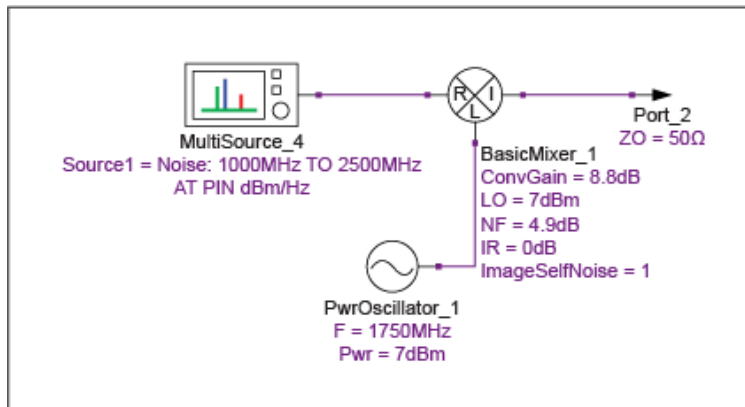 R
I
L
MultiSource_4
Source1 = Noise: 1000MHz TO 2500MHz
AT PIN dBm/Hz
Port_2
ZO = 50Ω
BasicMixer_1
ConvGain = 8.8dB
LO = 7dBm
NF = 4.9dB
IR = 0dB
ImageSelfNoise = 1
PwrOscillator_1
F = 1750MHz
Pwr = 7dBm